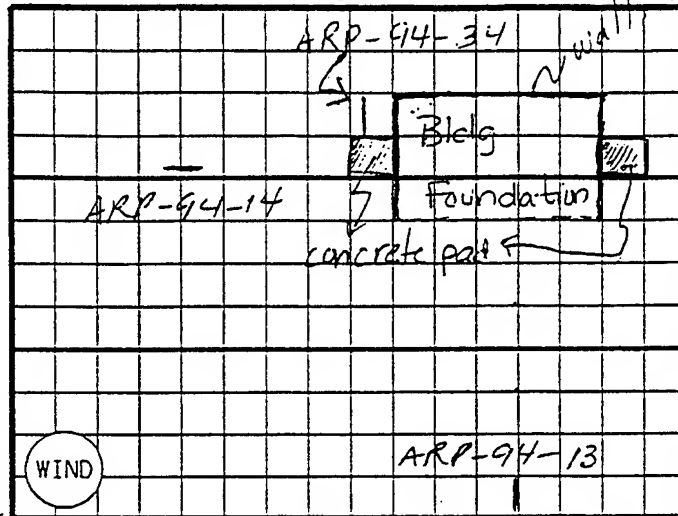 ARP-94-34
wall
Bldg
Foundation
ARP-94-14
concrete pad
ARP-94-13
WIND